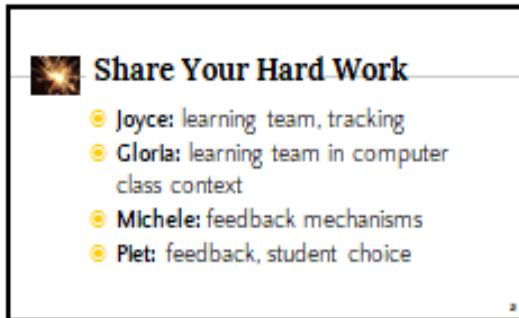 Share Your Hard Work
Joyce: learning team, tracking
Gloria: learning team in computer
class context
Michele: feedback mechanisms
Piet: feedback, student choice